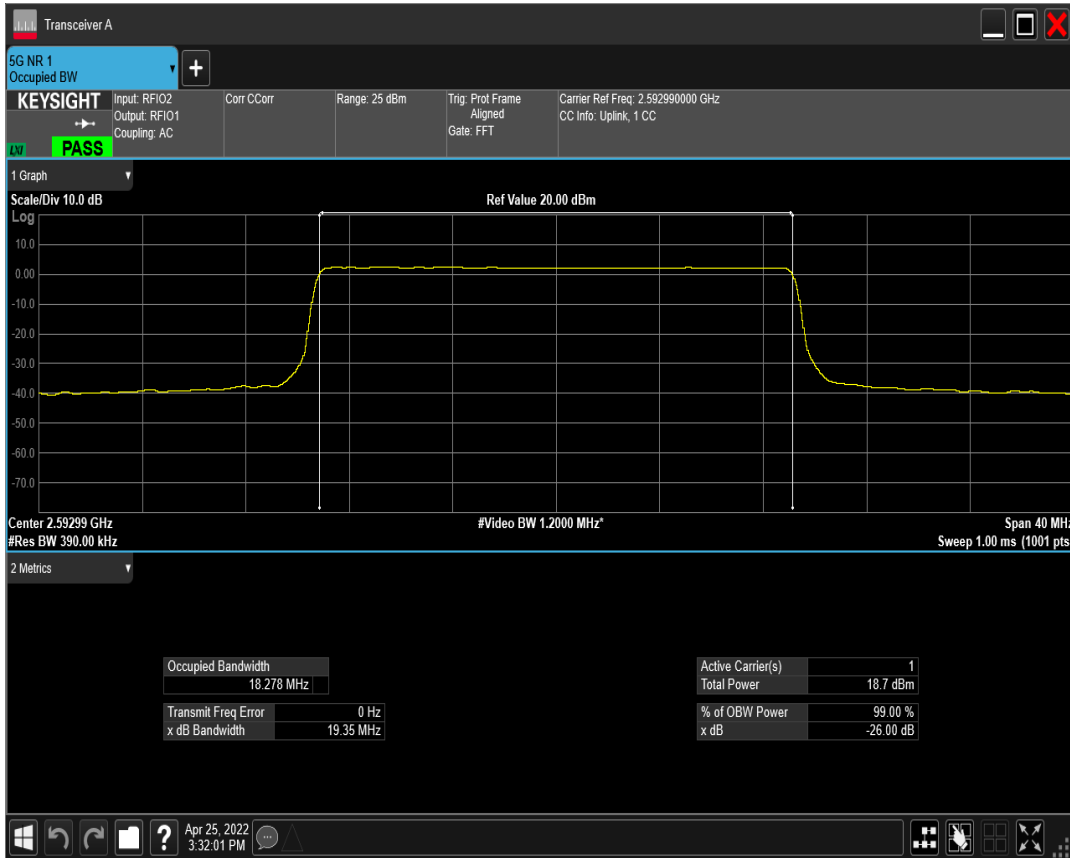 Transceiver A
5G NR 1
Occupied BW
KEYSIGHT
LXI
PASS
Input: RFIO2
Output: RFIO1
Coupling: AC
Corr CCorr
Range: 25 dBm
Trig: Prot Frame
Aligned
Gate: FFT
Carrier Ref Freq: 2.592990000 GHz
CC Info: Uplink, 1 CC
1 Graph
Scale/Div 10.0 dB
Ref Value 20.00 dBm
Log
10.0
0.00
-10.0
-20.0
-30.0
-40.0
-50.0
-60.0
-70.0
Center 2.59299 GHz
#Video BW 1.2000 MHz*
Span 40 MHz
#Res BW 390.00 kHz
Sweep 1.00 ms (1001 pts
2 Metrics
Occupied Bandwidth
18.278 MHz
Transmit Freq Error 0 Hz
x dB Bandwidth 19.35 MHz
Active Carrier(s) 1
Total Power 18.7 dBm
% of OBW Power 99.00 %
x dB -26.00 dB
?
Apr 25, 2022
3:32:01 PM